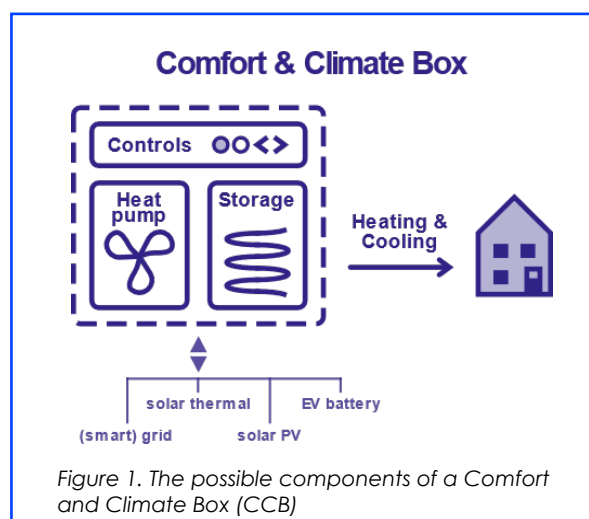 Comfort & Climate Box
Controls
Heat
pump
Storage
Heating &
Cooling
solar thermal
EV battery
(smart) grid
solar PV
Figure 1. The possible components of a Comfort
and Climate Box (CCB)